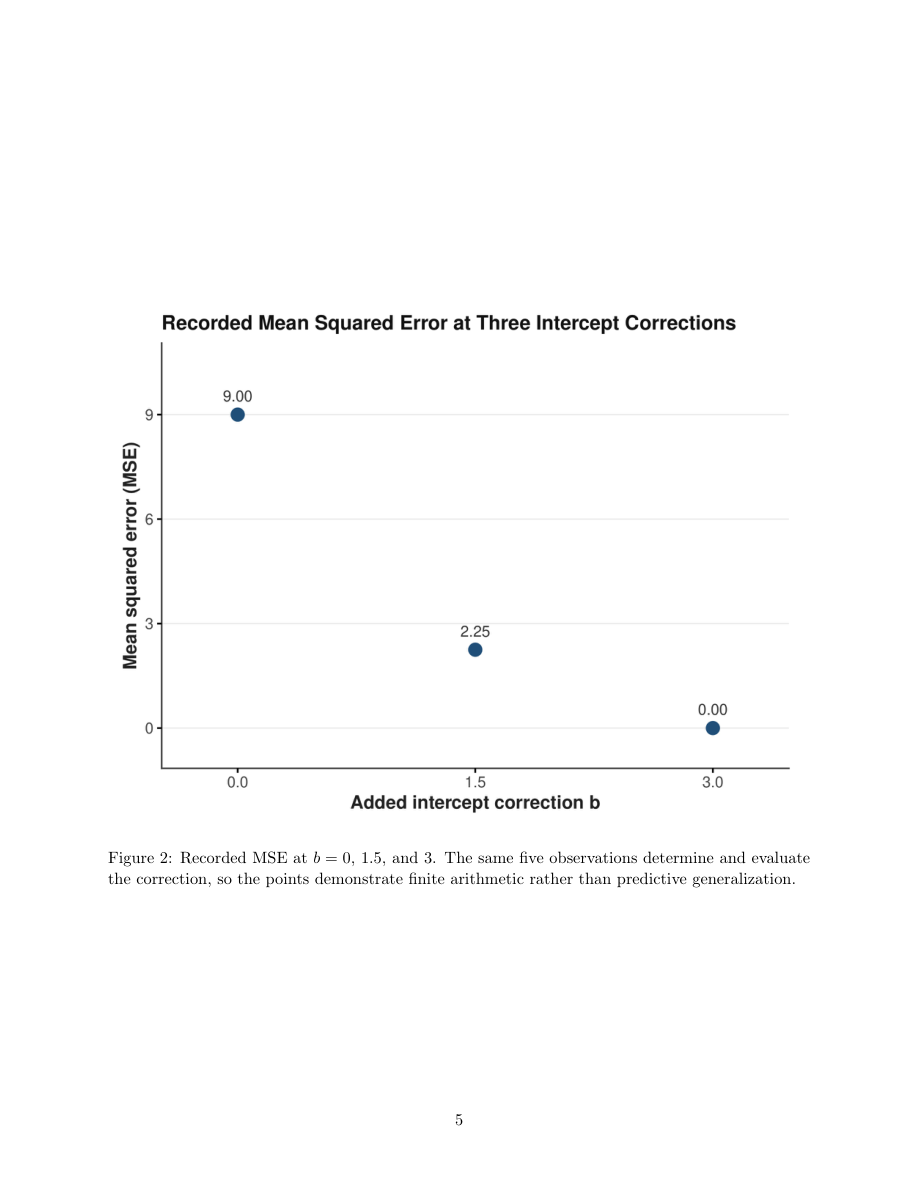 Recorded Mean Squared Error at Three Intercept Corrections
Mean squared error (MSE)
9
6
3
0
9.00
2.25
0.00
0.0 1.5 3.0
Added intercept correction b
Figure 2: Recorded MSE at b = 0, 1.5, and 3. The same five observations determine and evaluate
the correction, so the points demonstrate finite arithmetic rather than predictive generalization.
5